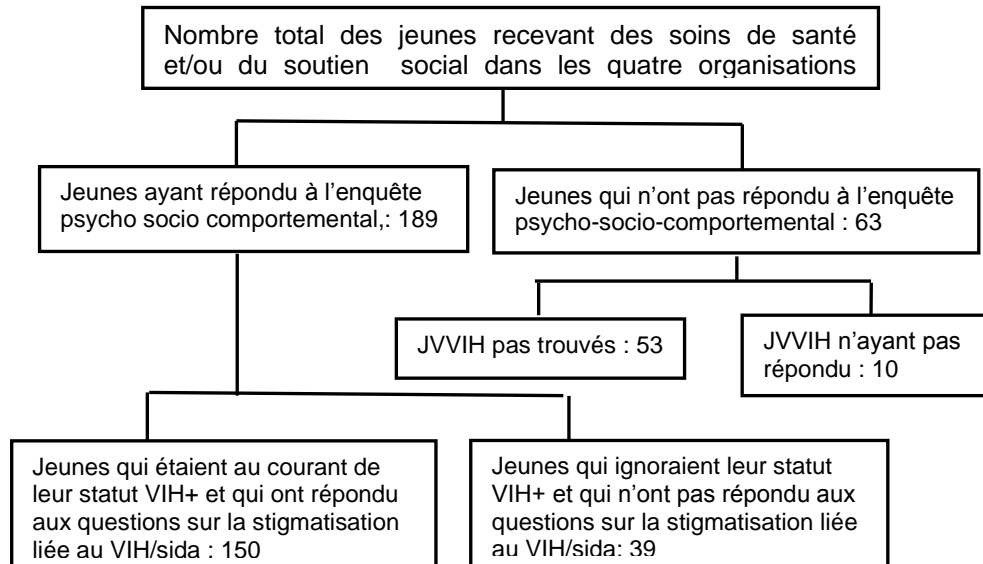 Nombre total des jeunes recevant des soins de santé
et/ou du soutien social dans les quatre organisations
Jeunes ayant répondu à l’enquête
psycho socio comportemental,: 189
Jeunes qui n’ont pas répondu à l’enquête
psycho-socio-comportemental : 63
JVVIH pas trouvés : 53
JVVIH n’ayant pas
répondu : 10
Jeunes qui étaient au courant de
leur statut VIH+ et qui ont répondu
aux questions sur la stigmatisation
liée au VIH/sida : 150
Jeunes qui ignoraient leur statut
VIH+ et qui n’ont pas répondu aux
questions sur la stigmatisation liée
au VIH/sida: 39